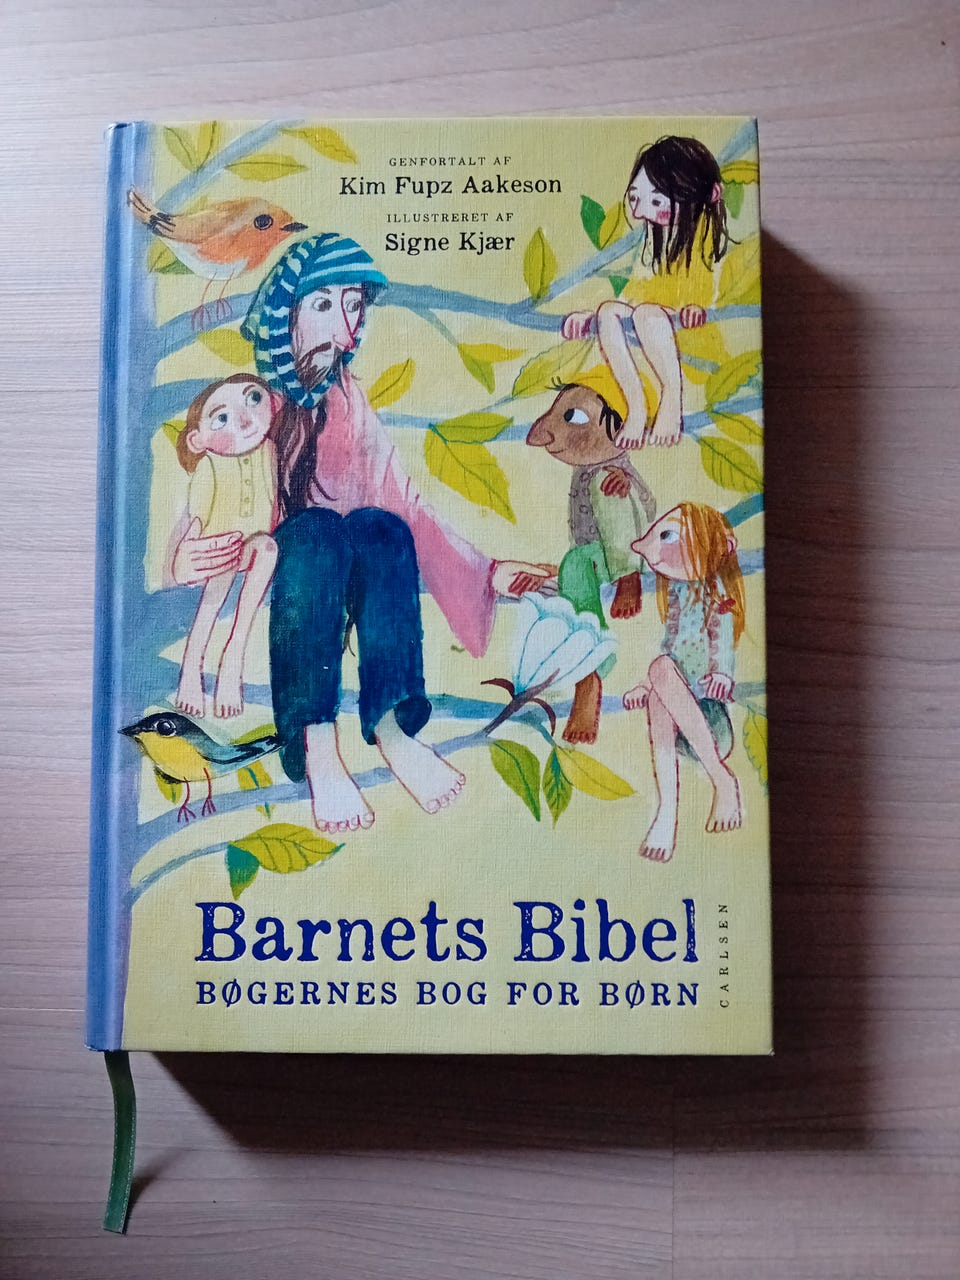 GENFORTALT AF
Kim Fupz Aakeson
ILLUSTRERET AF
Signe Kjær
Barnets Bibel
BØGERNES BOG FOR BØRN
CARLSEN